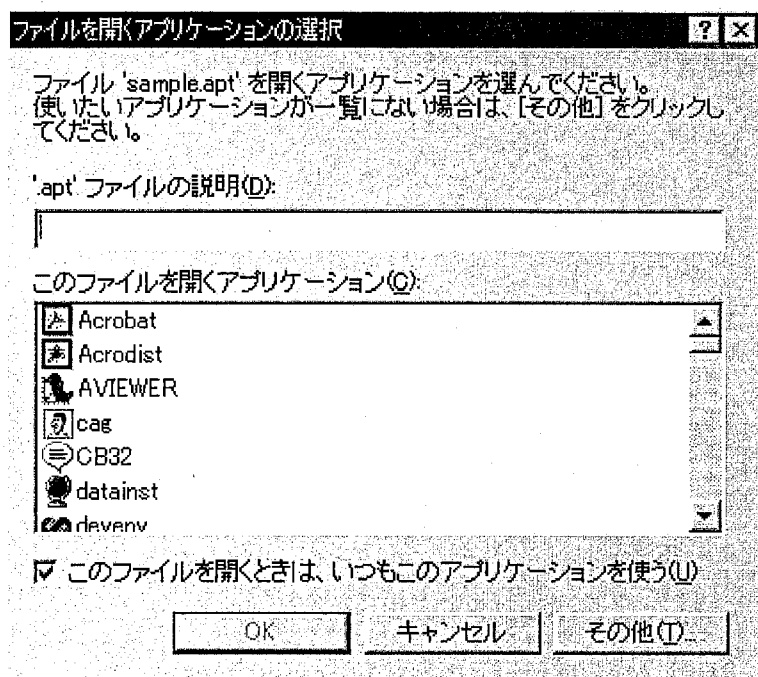 ファイルを開くアプリケーションの選択
ファイル 'sample.apt' を開くアプリケーションを選んでください。
使いたいアプリケーションが一覧にない場合は、[その他] をクリックし
てください。
'.apt' ファイルの説明(D):
このファイルを開くアプリケーション(C):
Acrobat
Acrodist
AVIEWER
cag
CB32
datainst
devenv
このファイルを開くときは、いつもこのアプリケーションを使う(U)
OK キャンセル その他(T)...